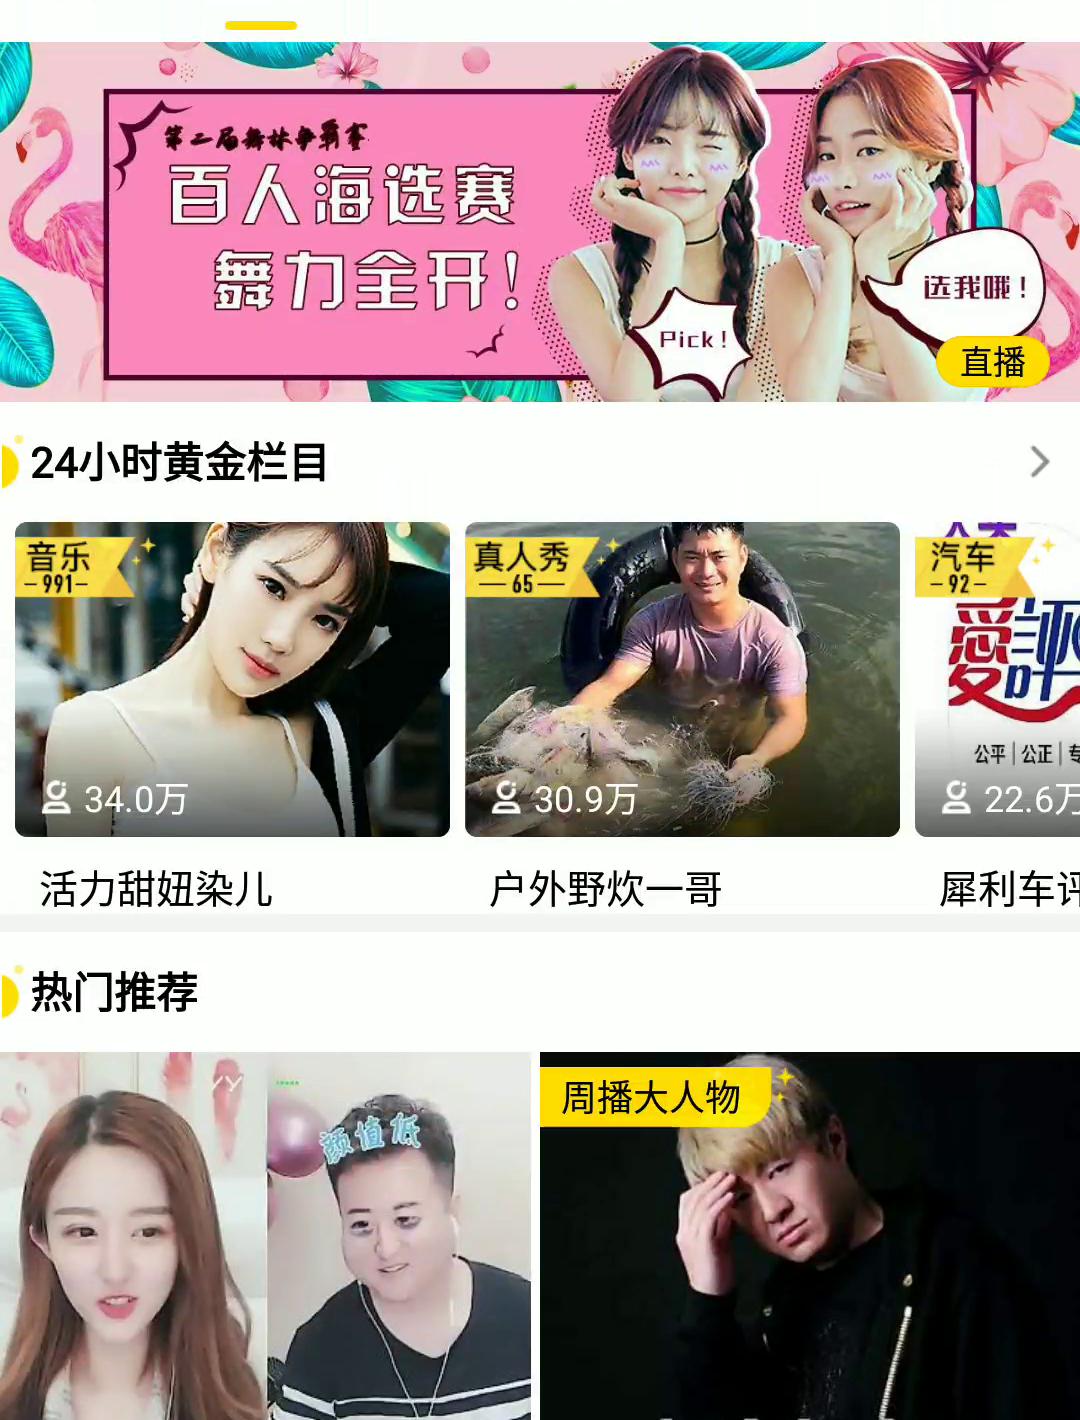 第二届舞林争霸赛
百人海选赛
舞力全开!
Pick!
选我哦!
直播
24小时黄金栏目
音乐
991
真人秀
65
汽车
92
爱评
公平|公正|专
34.0万
30.9万
22.6万
活力甜妞染儿
户外野炊一哥
犀利车评
热门推荐
YY
颜值低
周播大人物